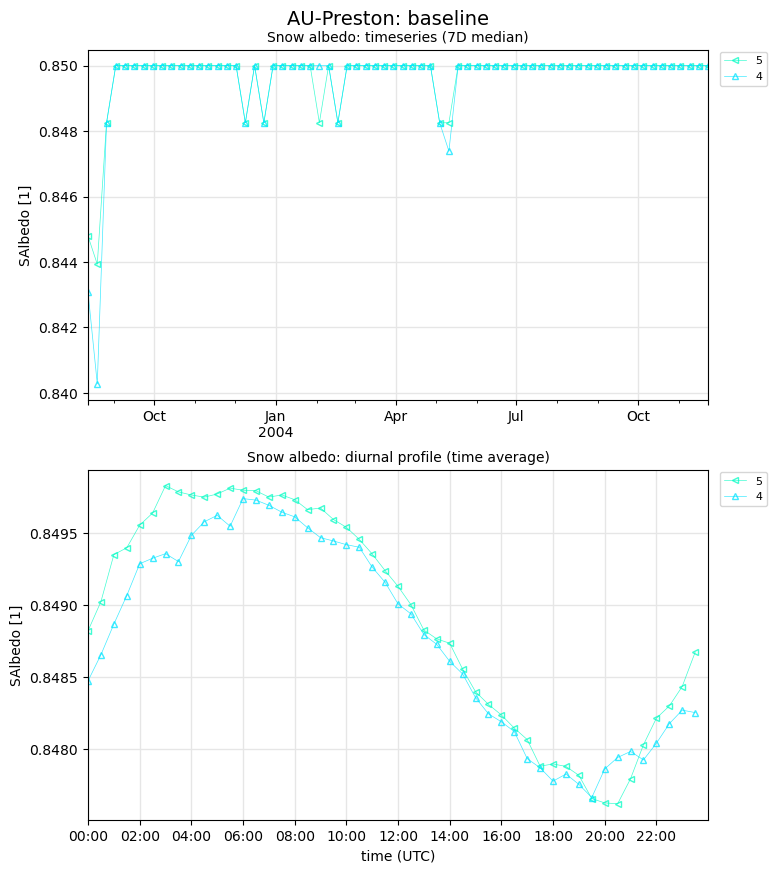 AU-Preston: baseline
Snow albedo: timeseries (7D median)
SAlbedo [1]
0.850
0.848
0.846
0.844
0.842
0.840
Oct
Jan
2004
Apr
Jul
Oct
5
4
Snow albedo: diurnal profile (time average)
SAlbedo [1]
0.8495
0.8490
0.8485
0.8480
00:00
02:00
04:00
06:00
08:00
10:00
12:00
14:00
16:00
18:00
20:00
22:00
time (UTC)
5
4